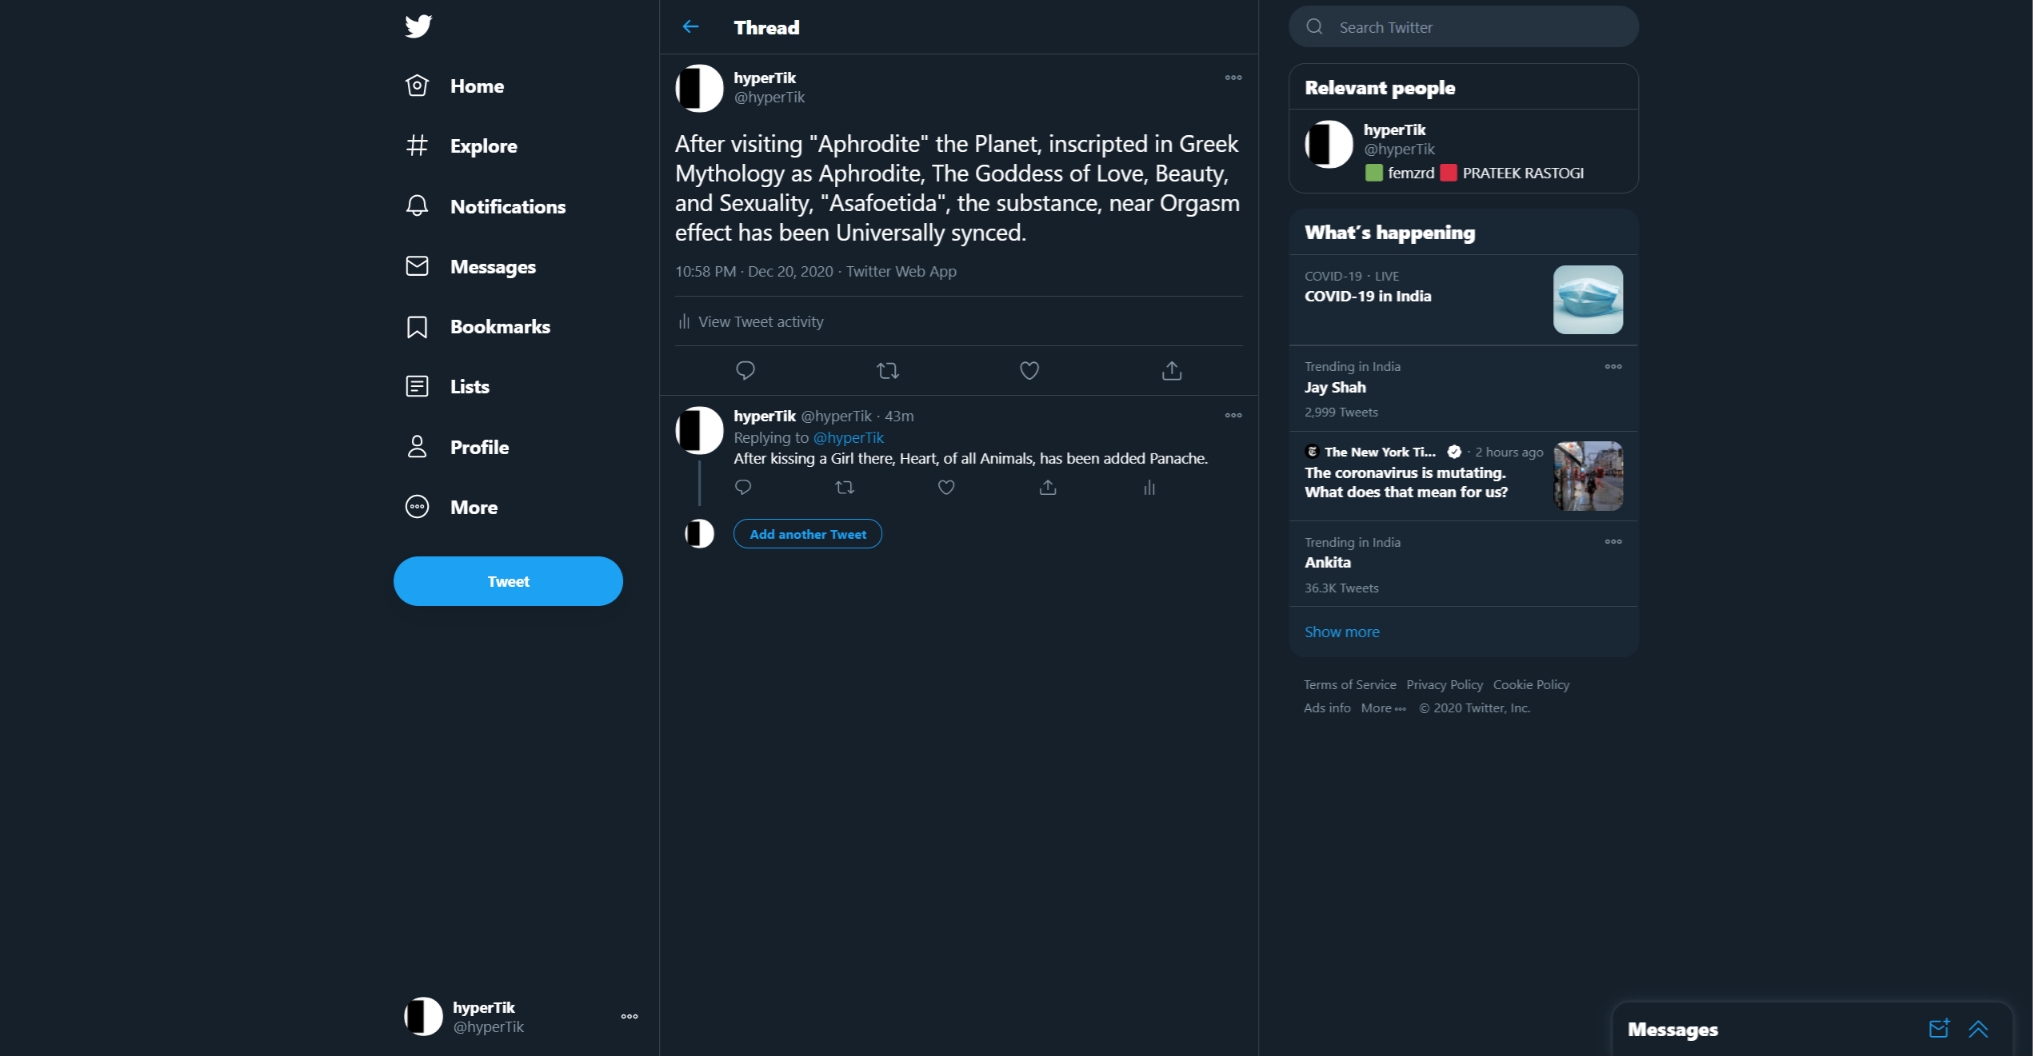 Home
Explore
Notifications
Messages
Bookmarks
Lists
Profile
More
Tweet
hyperTik
@hyperTik
Thread
hyperTik
@hyperTik
After visiting "Aphrodite" the Planet, inscripted in Greek
Mythology as Aphrodite, The Goddess of Love, Beauty,
and Sexuality, "Asafoetida", the substance, near Orgasm
effect has been Universally synced.
10:58 PM · Dec 20, 2020 · Twitter Web App
View Tweet activity
hyperTik @hyperTik · 43m
Replying to @hyperTik
After kissing a Girl there, Heart, of all Animals, has been added Panache.
Add another Tweet
Search Twitter
Relevant people
hyperTik
@hyperTik
femzrd PRATEEK RASTOGI
What's happening
COVID-19 · LIVE
COVID-19 in India
Trending in India
Jay Shah
2,999 Tweets
The New York Ti... · 2 hours ago
The coronavirus is mutating.
What does that mean for us?
Trending in India
Ankita
36.3K Tweets
Show more
Terms of Service Privacy Policy Cookie Policy
Ads info More © 2020 Twitter, Inc.
Messages